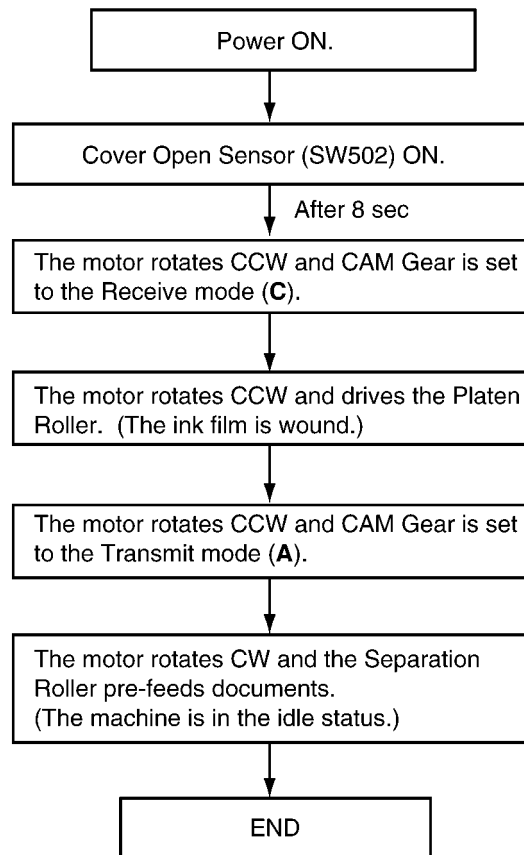 Power ON.
Cover Open Sensor (SW502) ON.
After 8 sec
The motor rotates CCW and CAM Gear is set
to the Receive mode (C).
The motor rotates CCW and drives the Platen
Roller. (The ink film is wound.)
The motor rotates CCW and CAM Gear is set
to the Transmit mode (A).
The motor rotates CW and the Separation
Roller pre-feeds documents.
(The machine is in the idle status.)
END